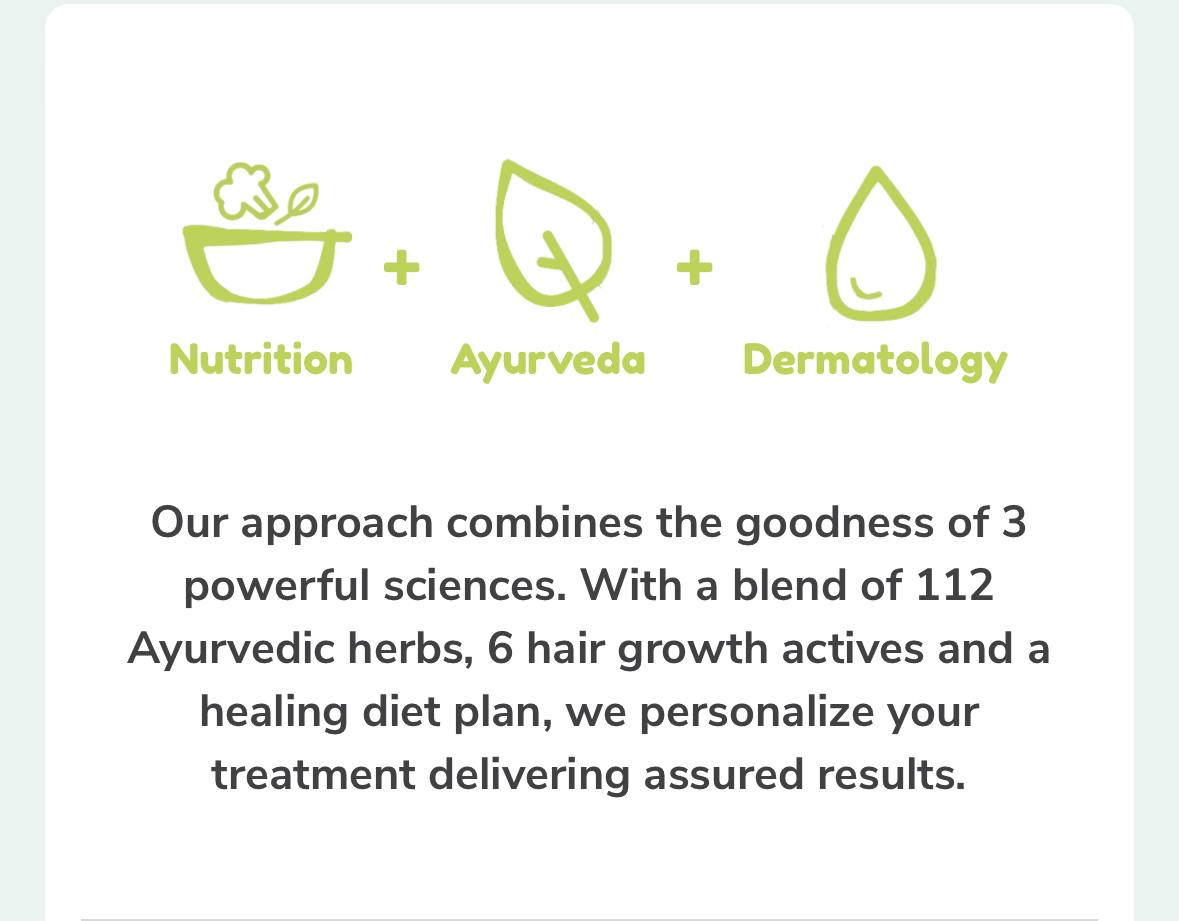 Nutrition + Ayurveda + Dermatology
Our approach combines the goodness of 3
powerful sciences. With a blend of 112
Ayurvedic herbs, 6 hair growth actives and a
healing diet plan, we personalize your
treatment delivering assured results.